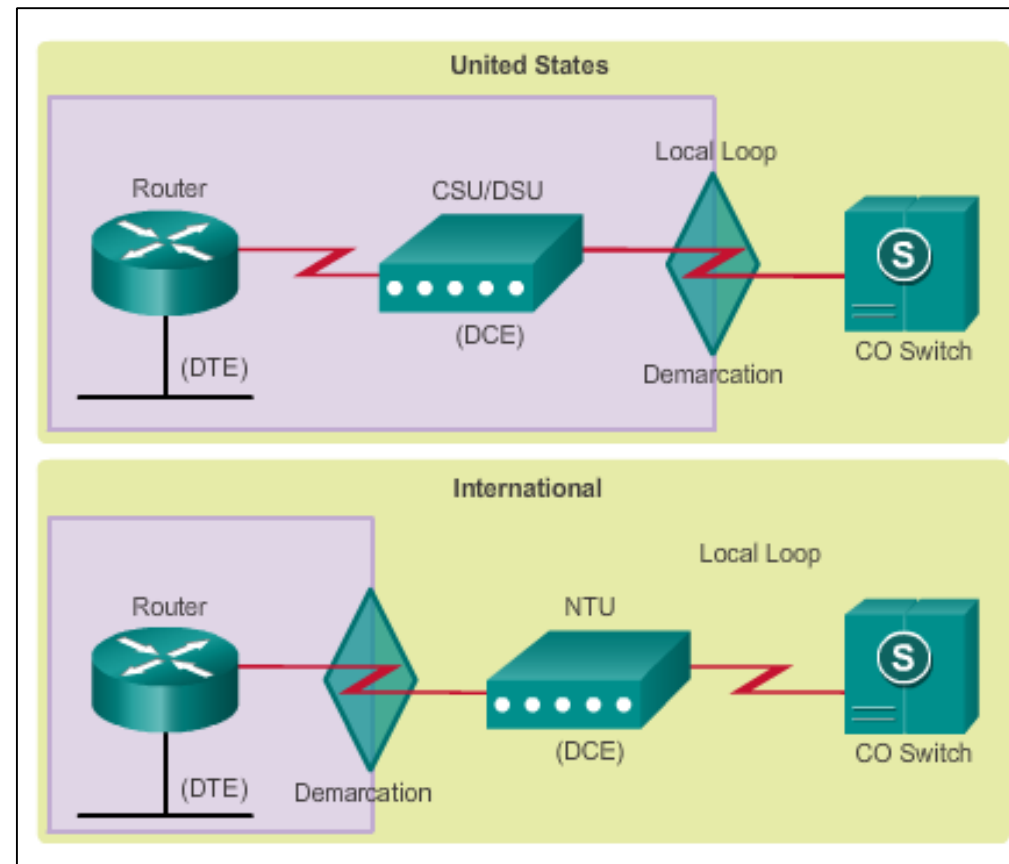 United States
Local Loop
Router
CSU/DSU
S
(DCE)
CO Switch
(DTE)
Demarcation
International
Local Loop
Router
NTU
S
(DCE)
CO Switch
(DTE)
Demarcation